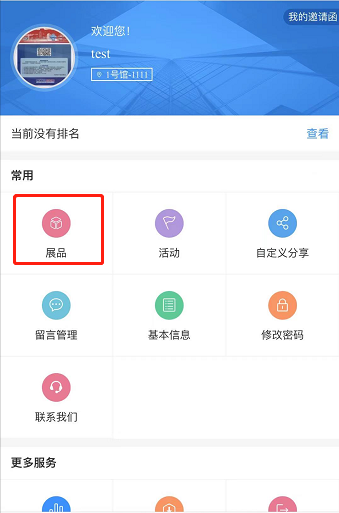 我的邀请函
欢迎您!
test
1号馆-1111
当前没有排名
查看
常用
展品
活动
自定义分享
留言管理
基本信息
修改密码
联系我们
更多服务